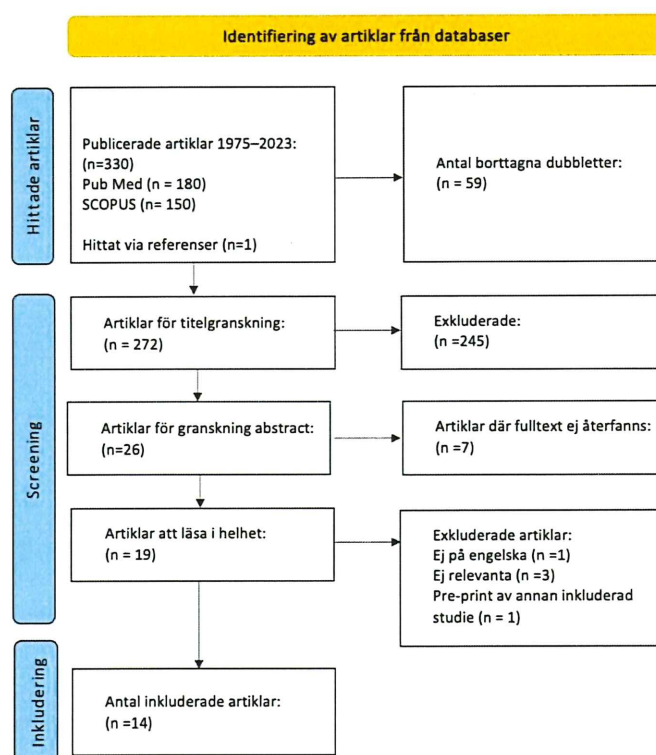 Identifiering av artiklar från databaser
Hittade artiklar
Publicerade artiklar 1975–2023:
(n=330)
Pub Med (n = 180)
SCOPUS (n= 150)
Hittat via referenser (n=1)
Antal borttagna dubbletter:
(n = 59)
Screening
Artiklar för titelgranskning:
(n = 272)
Exkluderade:
(n =245)
Artiklar för granskning abstract:
(n=26)
Artiklar där fulltext ej återfanns:
(n =7)
Artiklar att läsa i helhet:
(n = 19)
Exkluderade artiklar:
Ej på engelska (n =1)
Ej relevanta (n =3)
Pre-print av annan inkluderad
studie (n = 1)
Inkludering
Antal inkluderade artiklar:
(n =14)